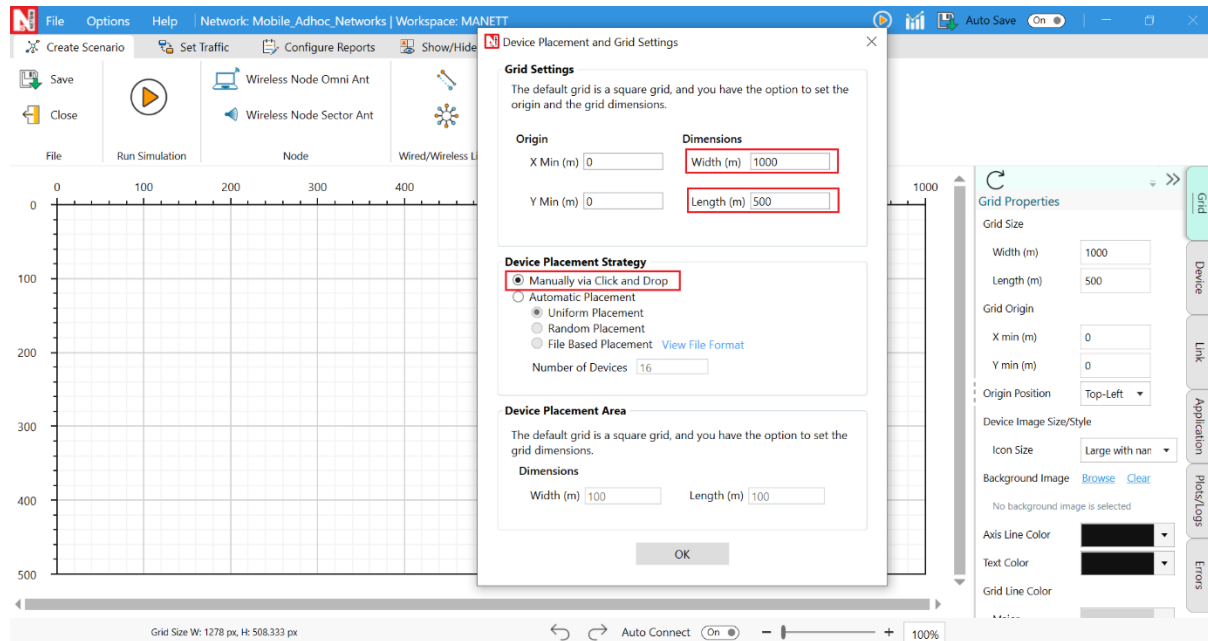 File Options Help Network: Mobile_Adhoc_Networks | Workspace: MANETT Auto Save On
Create Scenario Set Traffic Configure Reports Show/Hide
Save
Close
File
Run Simulation
Wireless Node Omni Ant
Wireless Node Sector Ant
Node
Wired/Wireless Li
0 100 200 300 400 1000
0
100
200
300
400
500
Device Placement and Grid Settings
Grid Settings
The default grid is a square grid, and you have the option to set the
origin and the grid dimensions.
Origin Dimensions
X Min (m) 0 Width (m) 1000
Y Min (m) 0 Length (m) 500
Device Placement Strategy
Manually via Click and Drop
Automatic Placement
Uniform Placement
Random Placement
File Based Placement View File Format
Number of Devices 16
Device Placement Area
The default grid is a square grid, and you have the option to set the
grid dimensions.
Dimensions
Width (m) 100 Length (m) 100
OK
Grid Properties
Grid Size
Width (m) 1000
Length (m) 500
Grid Origin
X min (m) 0
Y min (m) 0
Origin Position Top-Left
Device Image Size/Style
Icon Size Large with nan
Background Image Browse Clear
No background image is selected
Axis Line Color
Text Color
Grid Line Color
Grid
Device
Link
Application
Plots/Logs
Errors
Grid Size W: 1278 px, H: 508.333 px
Auto Connect On 100%